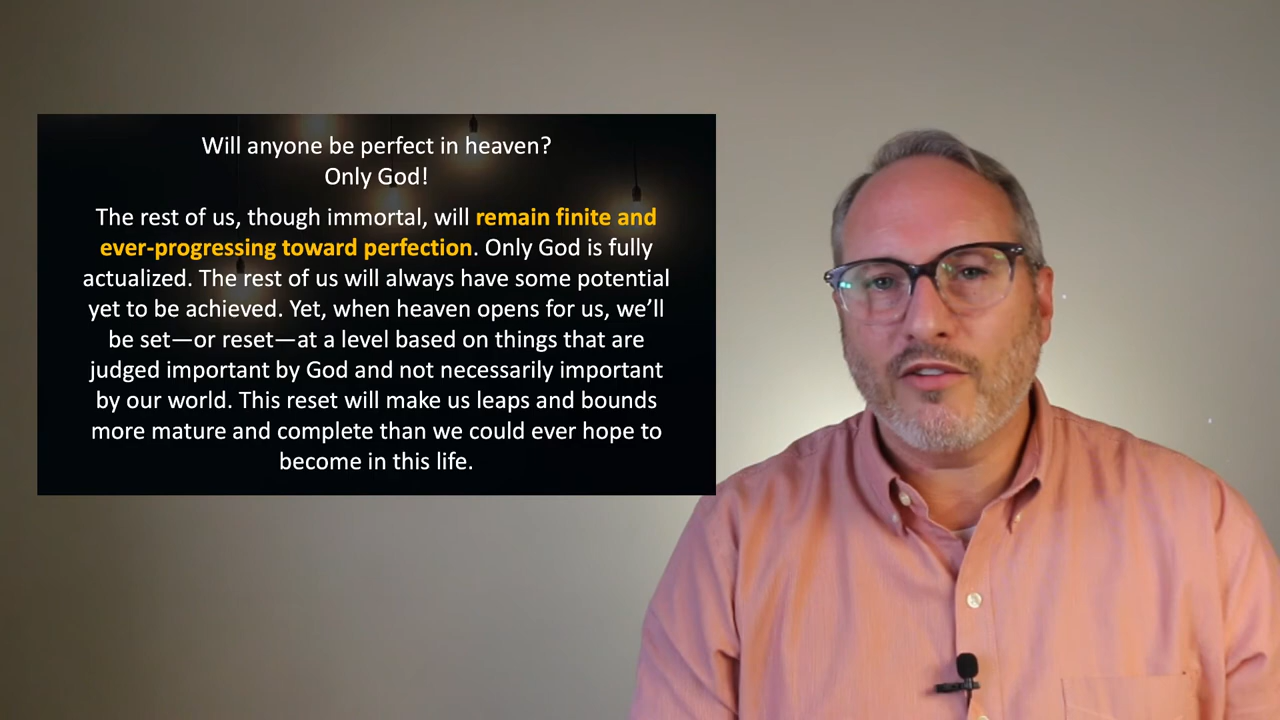 Will anyone be perfect in heaven?
Only God!
The rest of us, though immortal, will remain finite and
ever-progressing toward perfection. Only God is fully
actualized. The rest of us will always have some potential
yet to be achieved. Yet, when heaven opens for us, we’ll
be set—or reset—at a level based on things that are
judged important by God and not necessarily important
by our world. This reset will make us leaps and bounds
more mature and complete than we could ever hope to
become in this life.